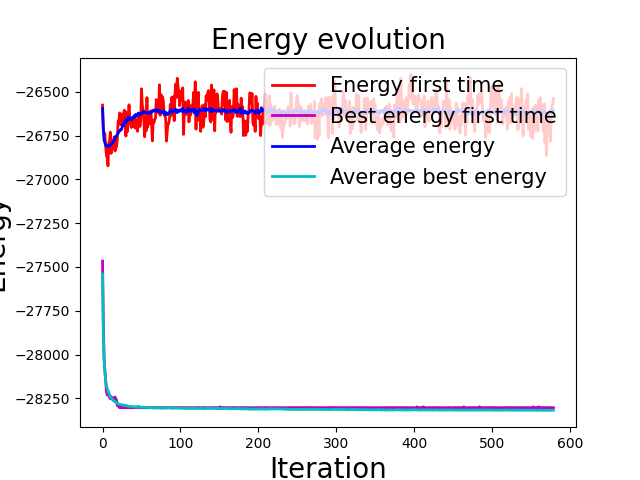 Energy evolution
Energy
−26500
−26750
−27000
−27250
−27500
−27750
−28000
−28250
Energy first time
Best energy first time
Average energy
Average best energy
0 100 200 300 400 500 600
Iteration